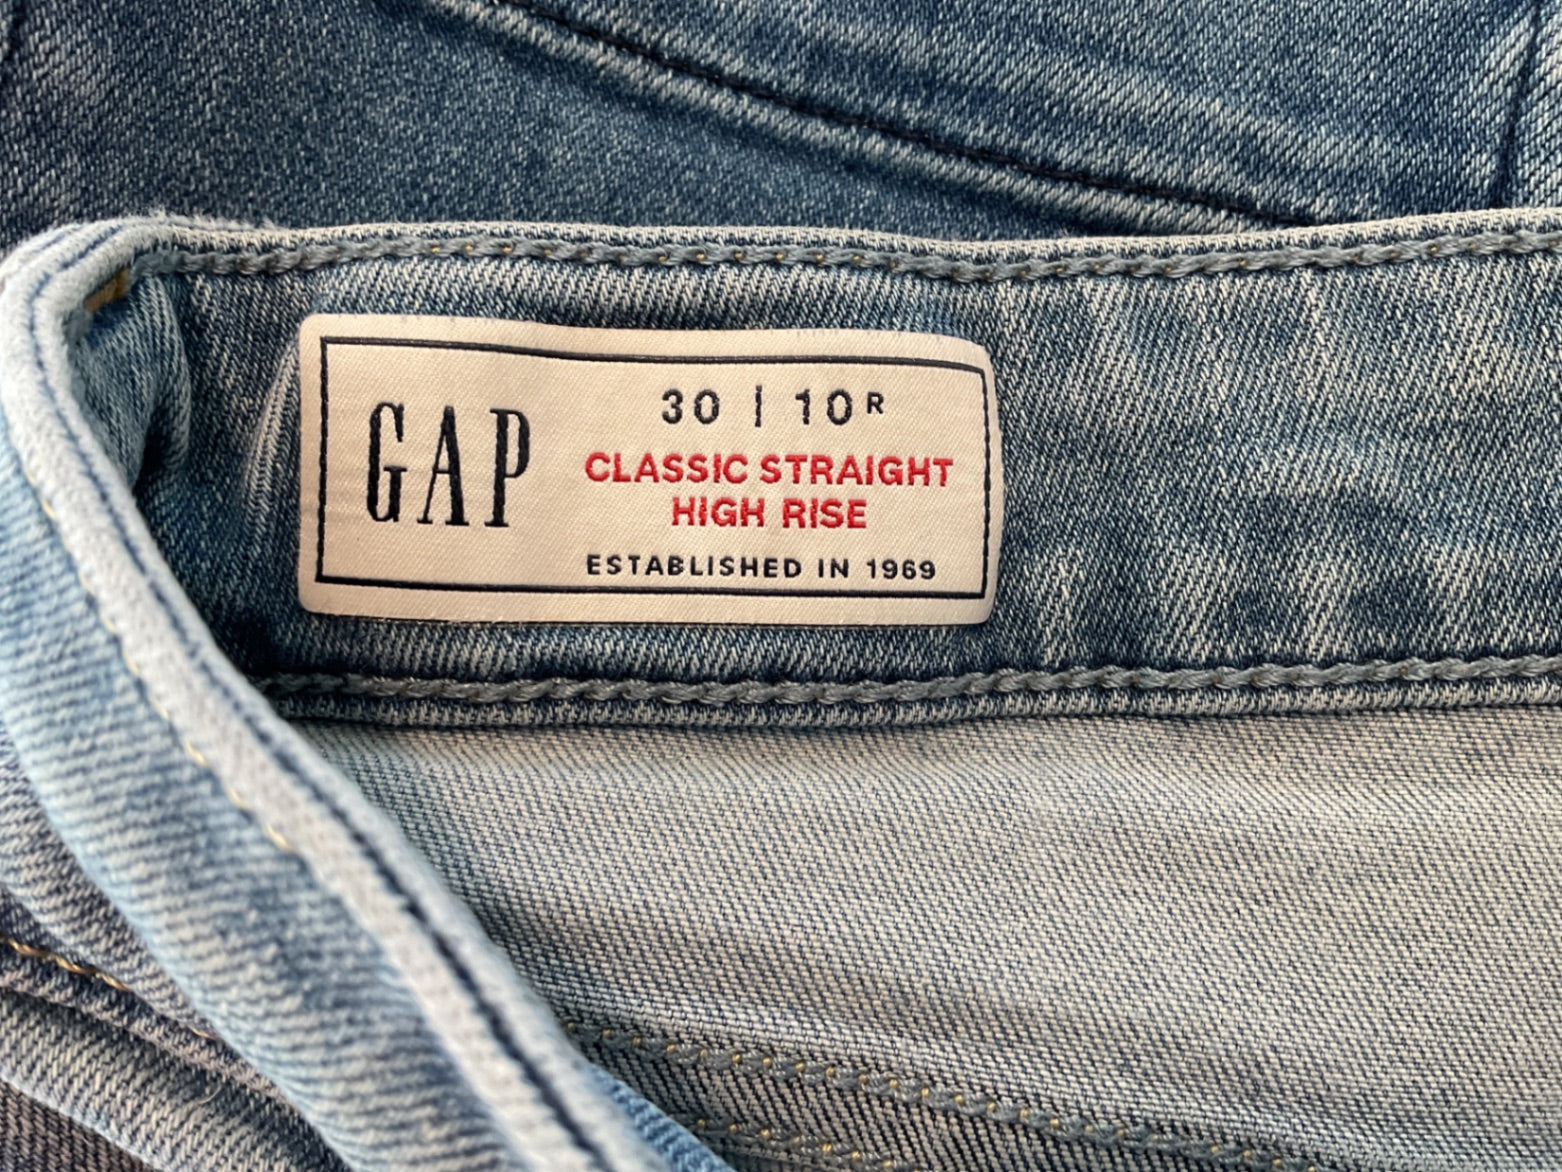 GAP
30 | 10R
CLASSIC STRAIGHT
HIGH RISE
ESTABLISHED IN 1969